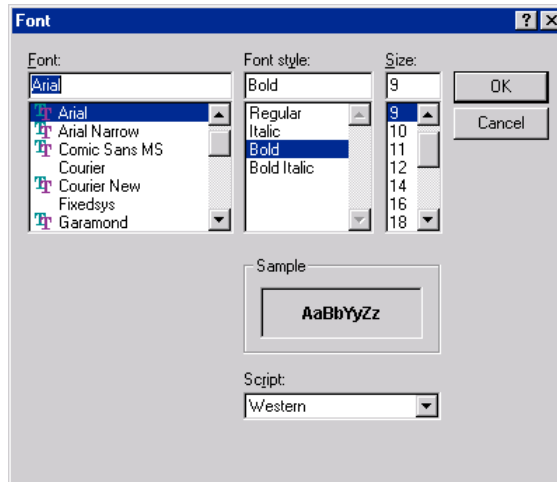 Font
Font:
Arial
Arial
Arial Narrow
Comic Sans MS
Courier
Courier New
Fixedsys
Garamond
Font style:
Bold
Regular
Italic
Bold
Bold Italic
Size:
9
9
10
11
12
14
16
18
OK
Cancel
Sample
AaBbYyZz
Script:
Western